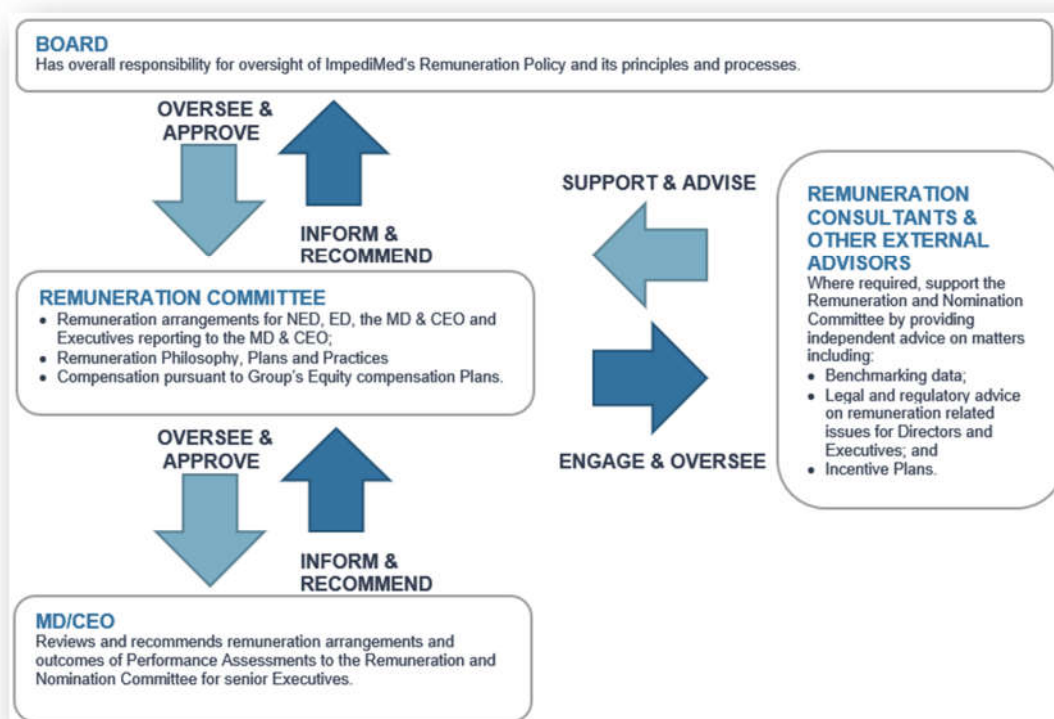 BOARD
Has overall responsibility for oversight of ImpediMed's Remuneration Policy and its principles and processes.
OVERSEE &
APPROVE
INFORM &
RECOMMEND
SUPPORT & ADVISE
REMUNERATION
CONSULTANTS &
OTHER EXTERNAL
ADVISORS
Where required, support the
Remuneration and Nomination
Committee by providing
independent advice on matters
including:
• Benchmarking data;
• Legal and regulatory advice
on remuneration related
issues for Directors and
Executives; and
• Incentive Plans.
REMUNERATION COMMITTEE
• Remuneration arrangements for NED, ED, the MD & CEO and
Executives reporting to the MD & CEO;
• Remuneration Philosophy, Plans and Practices
• Compensation pursuant to Group's Equity compensation Plans.
ENGAGE & OVERSEE
OVERSEE &
APPROVE
INFORM &
RECOMMEND
MD/CEO
Reviews and recommends remuneration arrangements and
outcomes of Performance Assessments to the Remuneration and
Nomination Committee for senior Executives.